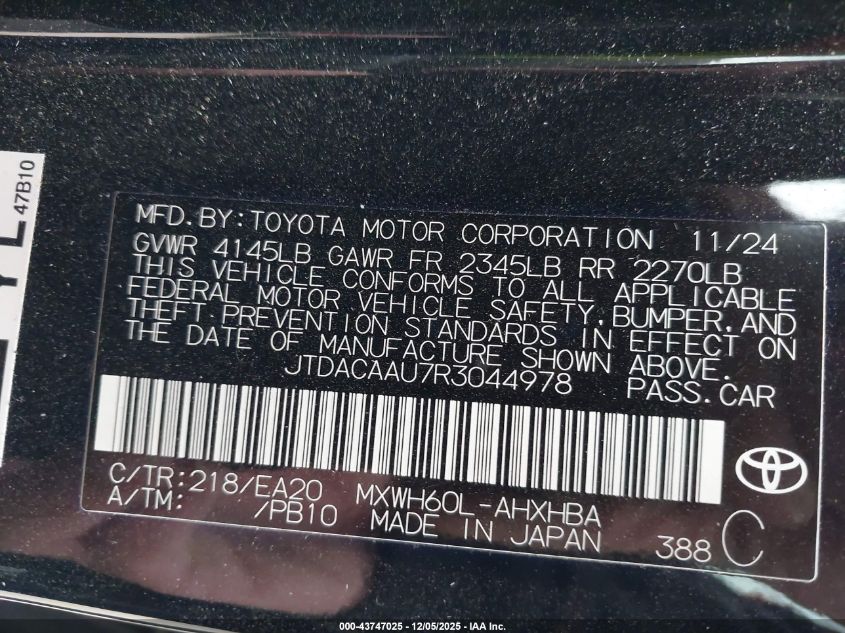 47B10
MFD.BY:TOYOTA MOTOR CORPORATION 11/24
GVWR 4145LB GAWR FR 2345LB RR 2270LB
THIS VEHICLE CONFORMS TO ALL APPLICABLE
FEDERAL MOTOR VEHICLE SAFETY,BUMPER,AND
THEFT PREVENTION STANDARDS IN EFFECT ON
THE DATE OF MANUFACTURE SHOWN ABOVE.
JTDACAAU7R3044978 PASS.CAR
C/TR:218/EA20 MXWH60L-AHXHBA
A/TM: /PB10 MADE IN JAPAN 388 C
000-43747025 - 12/05/2025 - IAA Inc.